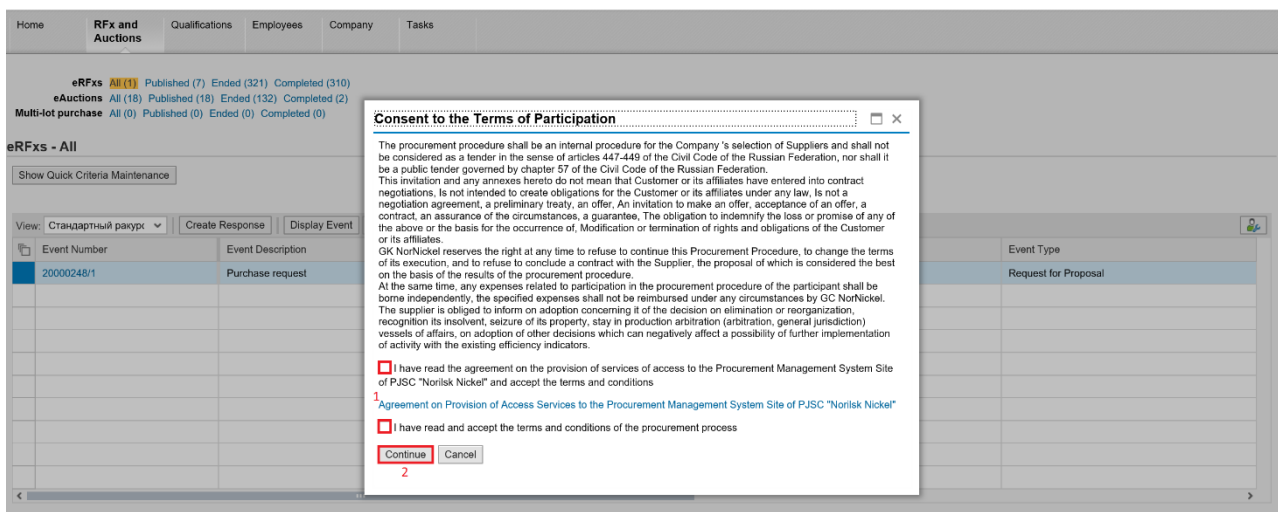 Home RFx and Auctions Qualifications Employees Company Tasks
eRFxs All (1) Published (7) Ended (321) Completed (310)
eAuctions All (18) Published (18) Ended (132) Completed (2)
Multi-lot purchase All (0) Published (0) Ended (0) Completed (0)
eRFxs - All
Show Quick Criteria Maintenance
View: Стандартный ракурс Create Response Display Event
Event Number Event Description Event Type
20000248/1 Purchase request Request for Proposal
Consent to the Terms of Participation
The procurement procedure shall be an internal procedure for the Company 's selection of Suppliers and shall not
be considered as a tender in the sense of articles 447-449 of the Civil Code of the Russian Federation, nor shall it
be a public tender governed by chapter 57 of the Civil Code of the Russian Federation.
This invitation and any annexes hereto do not mean that Customer or its affiliates have entered into contract
negotiations, Is not intended to create obligations for the Customer or its affiliates under any law, Is not a
negotiation agreement, a preliminary treaty, an offer, An invitation to make an offer, acceptance of an offer, a
contract, an assurance of the circumstances, a guarantee, The obligation to indemnify the loss or promise of any of
the above or the basis for the occurrence of, Modification or termination of rights and obligations of the Customer
or its affiliates.
GK NorNickel reserves the right at any time to refuse to continue this Procurement Procedure, to change the terms
of its execution, and to refuse to conclude a contract with the Supplier, the proposal of which is considered the best
on the basis of the results of the procurement procedure.
At the same time, any expenses related to participation in the procurement procedure of the participant shall be
borne independently, the specified expenses shall not be reimbursed under any circumstances by GC NorNickel.
The supplier is obliged to inform on adoption concerning it of the decision on elimination or reorganization,
recognition its insolvent, seizure of its property, stay in production arbitration (arbitration, general jurisdiction)
vessels of affairs, on adoption of other decisions which can negatively affect a possibility of further implementation
of activity with the existing efficiency indicators.
I have read the agreement on the provision of services of access to the Procurement Management System Site
of PJSC "Norilsk Nickel" and accept the terms and conditions
1
Agreement on Provision of Access Services to the Procurement Management System Site of PJSC "Norilsk Nickel"
I have read and accept the terms and conditions of the procurement process
Continue Cancel
2